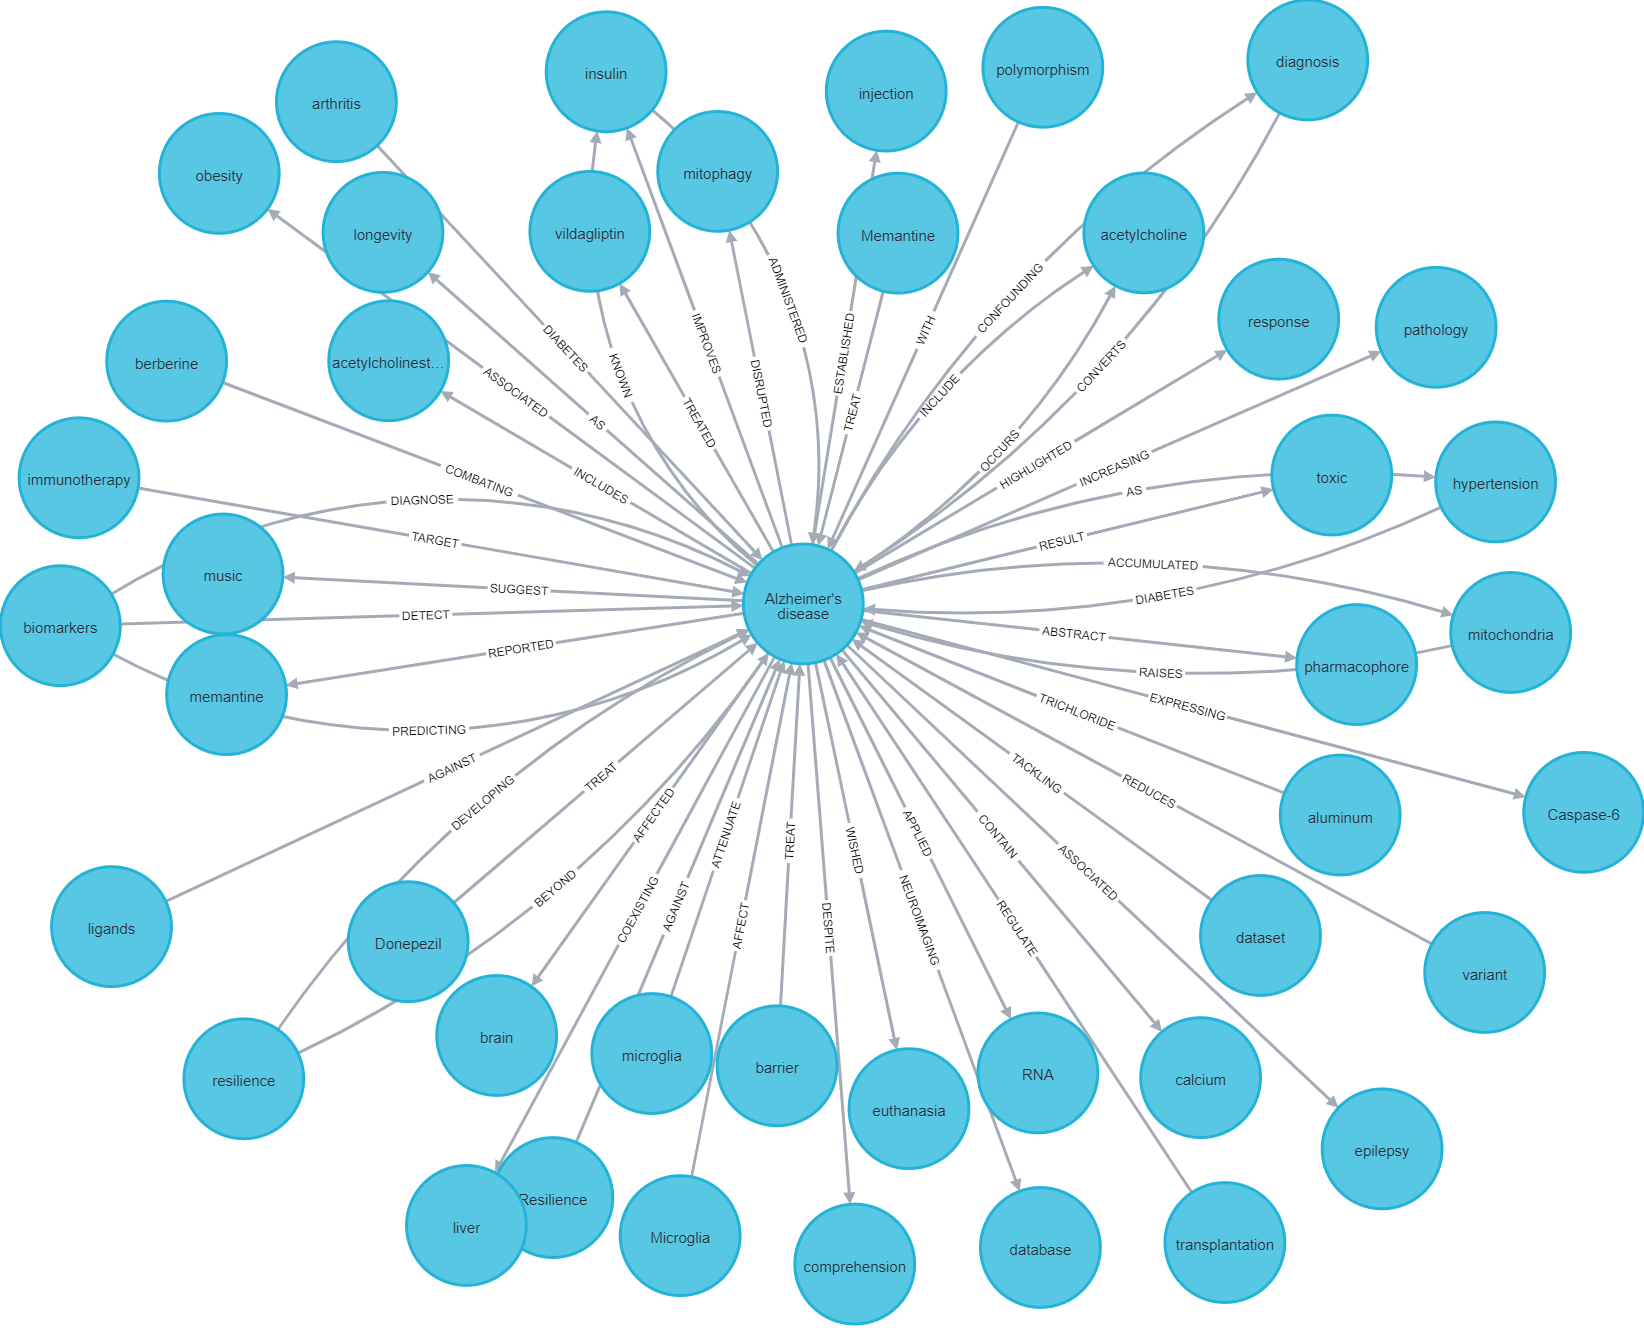 insulin
polymorphism
diagnosis
injection
arthritis
obesity
mitophagy
longevity
vildagliptin
Memantine
acetylcholine
ADMINISTERED
CONFOUNDING
response
pathology
WITH
IMPROVES
ESTABLISHED
DIABETES
berberine
acetylcholinest...
KNOWN
DISRUPTED
CONVERTS
ASSOCIATED
INCLUDE
TREAT
AS
TREATED
OCCURS
HIGHLIGHTED
INCREASING
immunotherapy
COMBATING
INCLUDES
toxic
hypertension
DIAGNOSE
AS
TARGET
RESULT
ACCUMULATED
music
SUGGEST
DIABETES
Alzheimer's
disease
biomarkers
DETECT
ABSTRACT
mitochondria
REPORTED
RAISES
pharmacophore
memantine
EXPRESSING
TRICHLORIDE
PREDICTING
AGAINST
TREAT
TACKLING
REDUCES
DEVELOPING
aluminum
Caspase-6
AFFECTED
ATTENUATE
TREAT
WISHED
APPLIED
CONTAIN
ASSOCIATED
BEYOND
COEXISTING
AGAINST
AFFECT
DESPITE
NEUROIMAGING
REGULATE
ligands
Donepezil
dataset
variant
brain
microglia
barrier
RNA
calcium
resilience
euthanasia
epilepsy
liver
Resilience
Microglia
comprehension
database
transplantation